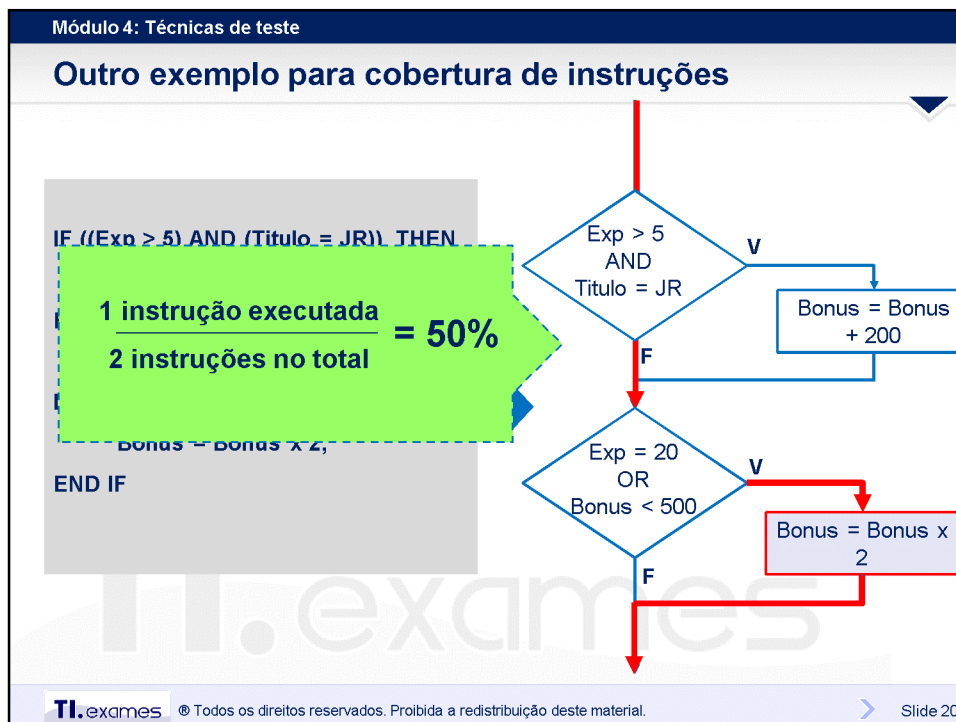 Módulo 4: Técnicas de teste
Outro exemplo para cobertura de instruções
IF ((Exp > 5) AND (Titulo = JR)) THEN
1 instrução executada
2 instruções no total
= 50%
Bonus = Bonus x 2;
END IF
Exp > 5
AND
Titulo = JR
V
Bonus = Bonus
+ 200
F
Exp = 20
OR
Bonus < 500
V
Bonus = Bonus x
2
F
TI.exames
TI.exames ® Todos os direitos reservados. Proibida a redistribuição deste material.
Slide 20